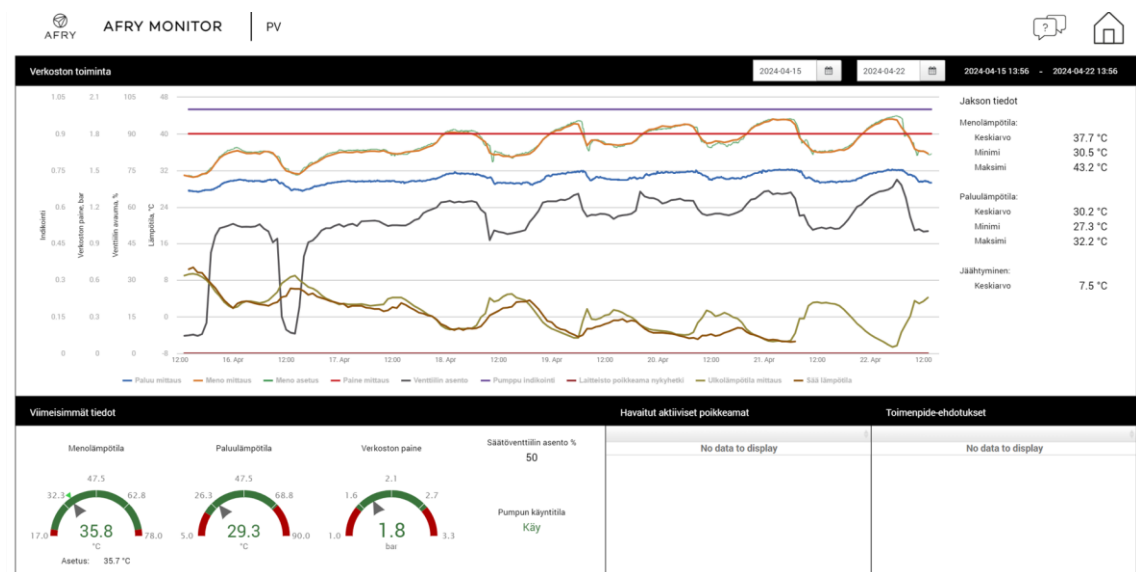 AFRY
AFRY MONITOR
PV
?
Verkoston toiminta
2024-04-15
2024-04-22
2024-04-15 13:56 - 2024-04-22 13:56
1.05 2.1 105 48
0.9 1.8 90 40
0.75 1.5 75 32
0.6 1.2 60 24
0.45 0.9 45 16
0.3 0.6 30 8
0.15 0.3 15 0
0 0 0 -8
Indikointi
Verkoston paine, bar
Venttiilin avauma, %
Lämpötila, °C
12:00 16. Apr 12:00 17. Apr 12:00 18. Apr 12:00 19. Apr 12:00 20. Apr 12:00 21. Apr 12:00 22. Apr 12:00
Paluu mittaus Meno mittaus Meno asetus Paine mittaus Venttiilin asento Pumppu indikointi Laitteisto poikkeama nykyhetki Ulkolämpötila mittaus Sää lämpötila
Jakson tiedot
Menolämpötila:
Keskiarvo 37.7 °C
Minimi 30.5 °C
Maksimi 43.2 °C
Paluulämpötila:
Keskiarvo 30.2 °C
Minimi 27.3 °C
Maksimi 32.2 °C
Jäähtyminen:
Keskiarvo 7.5 °C
Viimeisimmät tiedot
Menolämpötila
47.5
32.3 62.8
17.0 78.0
35.8
°C
Asetus: 35.7 °C
Paluulämpötila
47.5
26.3 68.8
5.0 90.0
29.3
°C
Verkoston paine
2.1
1.6 2.7
1.0 3.3
1.8
bar
Säätöventtiilin asento %
50
Pumpun käyntitila
Käy
Havaitut aktiiviset poikkeamat
No data to display
Toimenpide-ehdotukset
No data to display